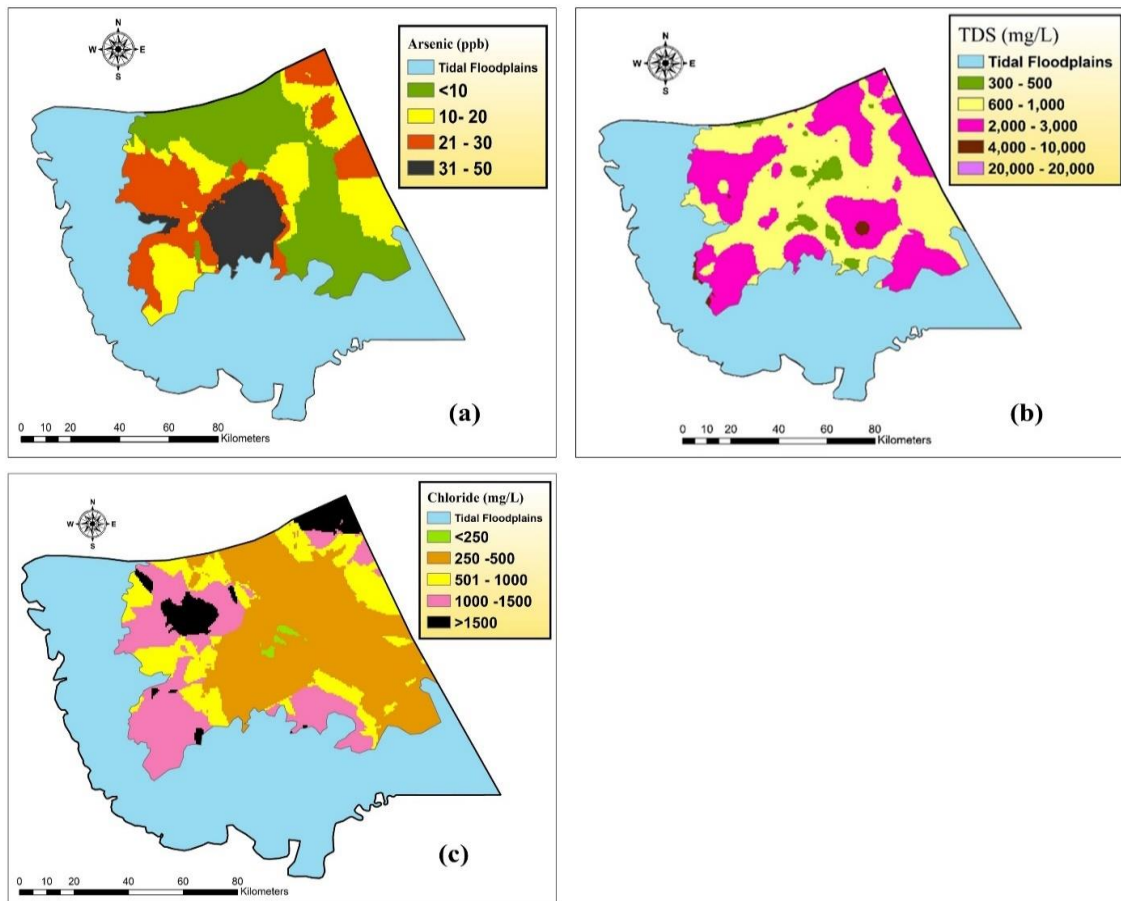 N
W E
S
Arsenic (ppb)
Tidal Floodplains
<10
10- 20
21 - 30
31 - 50
(a)
0 10 20 40 60 80
Kilometers
N
W E
S
TDS (mg/L)
Tidal Floodplains
300 - 500
600 - 1,000
2,000 - 3,000
4,000 - 10,000
20,000 - 20,000
(b)
0 10 20 40 60 80
Kilometers
N
W E
S
Chloride (mg/L)
Tidal Floodplains
<250
250 -500
501 - 1000
1000 -1500
>1500
(c)
0 10 20 40 60 80
Kilometers